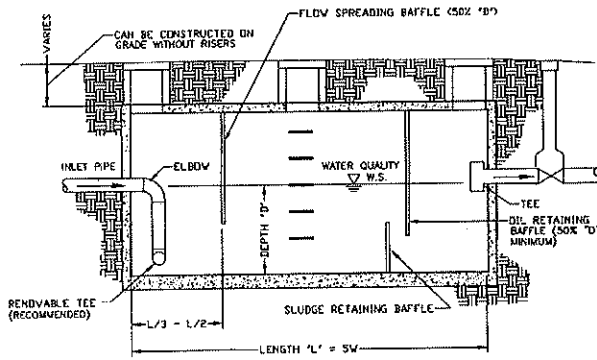 FLOW SPREADING BAFFLE (50% "D")
VARIES
CAN BE CONSTRUCTED ON
GRADE WITHOUT RISERS
INLET PIPE
ELBOW
WATER QUALITY
W.S.
TEE
DEPTH "D"
OIL RETAINING
BAFFLE (50% "D"
MINIMUM)
REMOVABLE TEE
(RECOMMENDED)
SLUDGE RETAINING BAFFLE
L/3 - L/2
LENGTH "L" = 5W